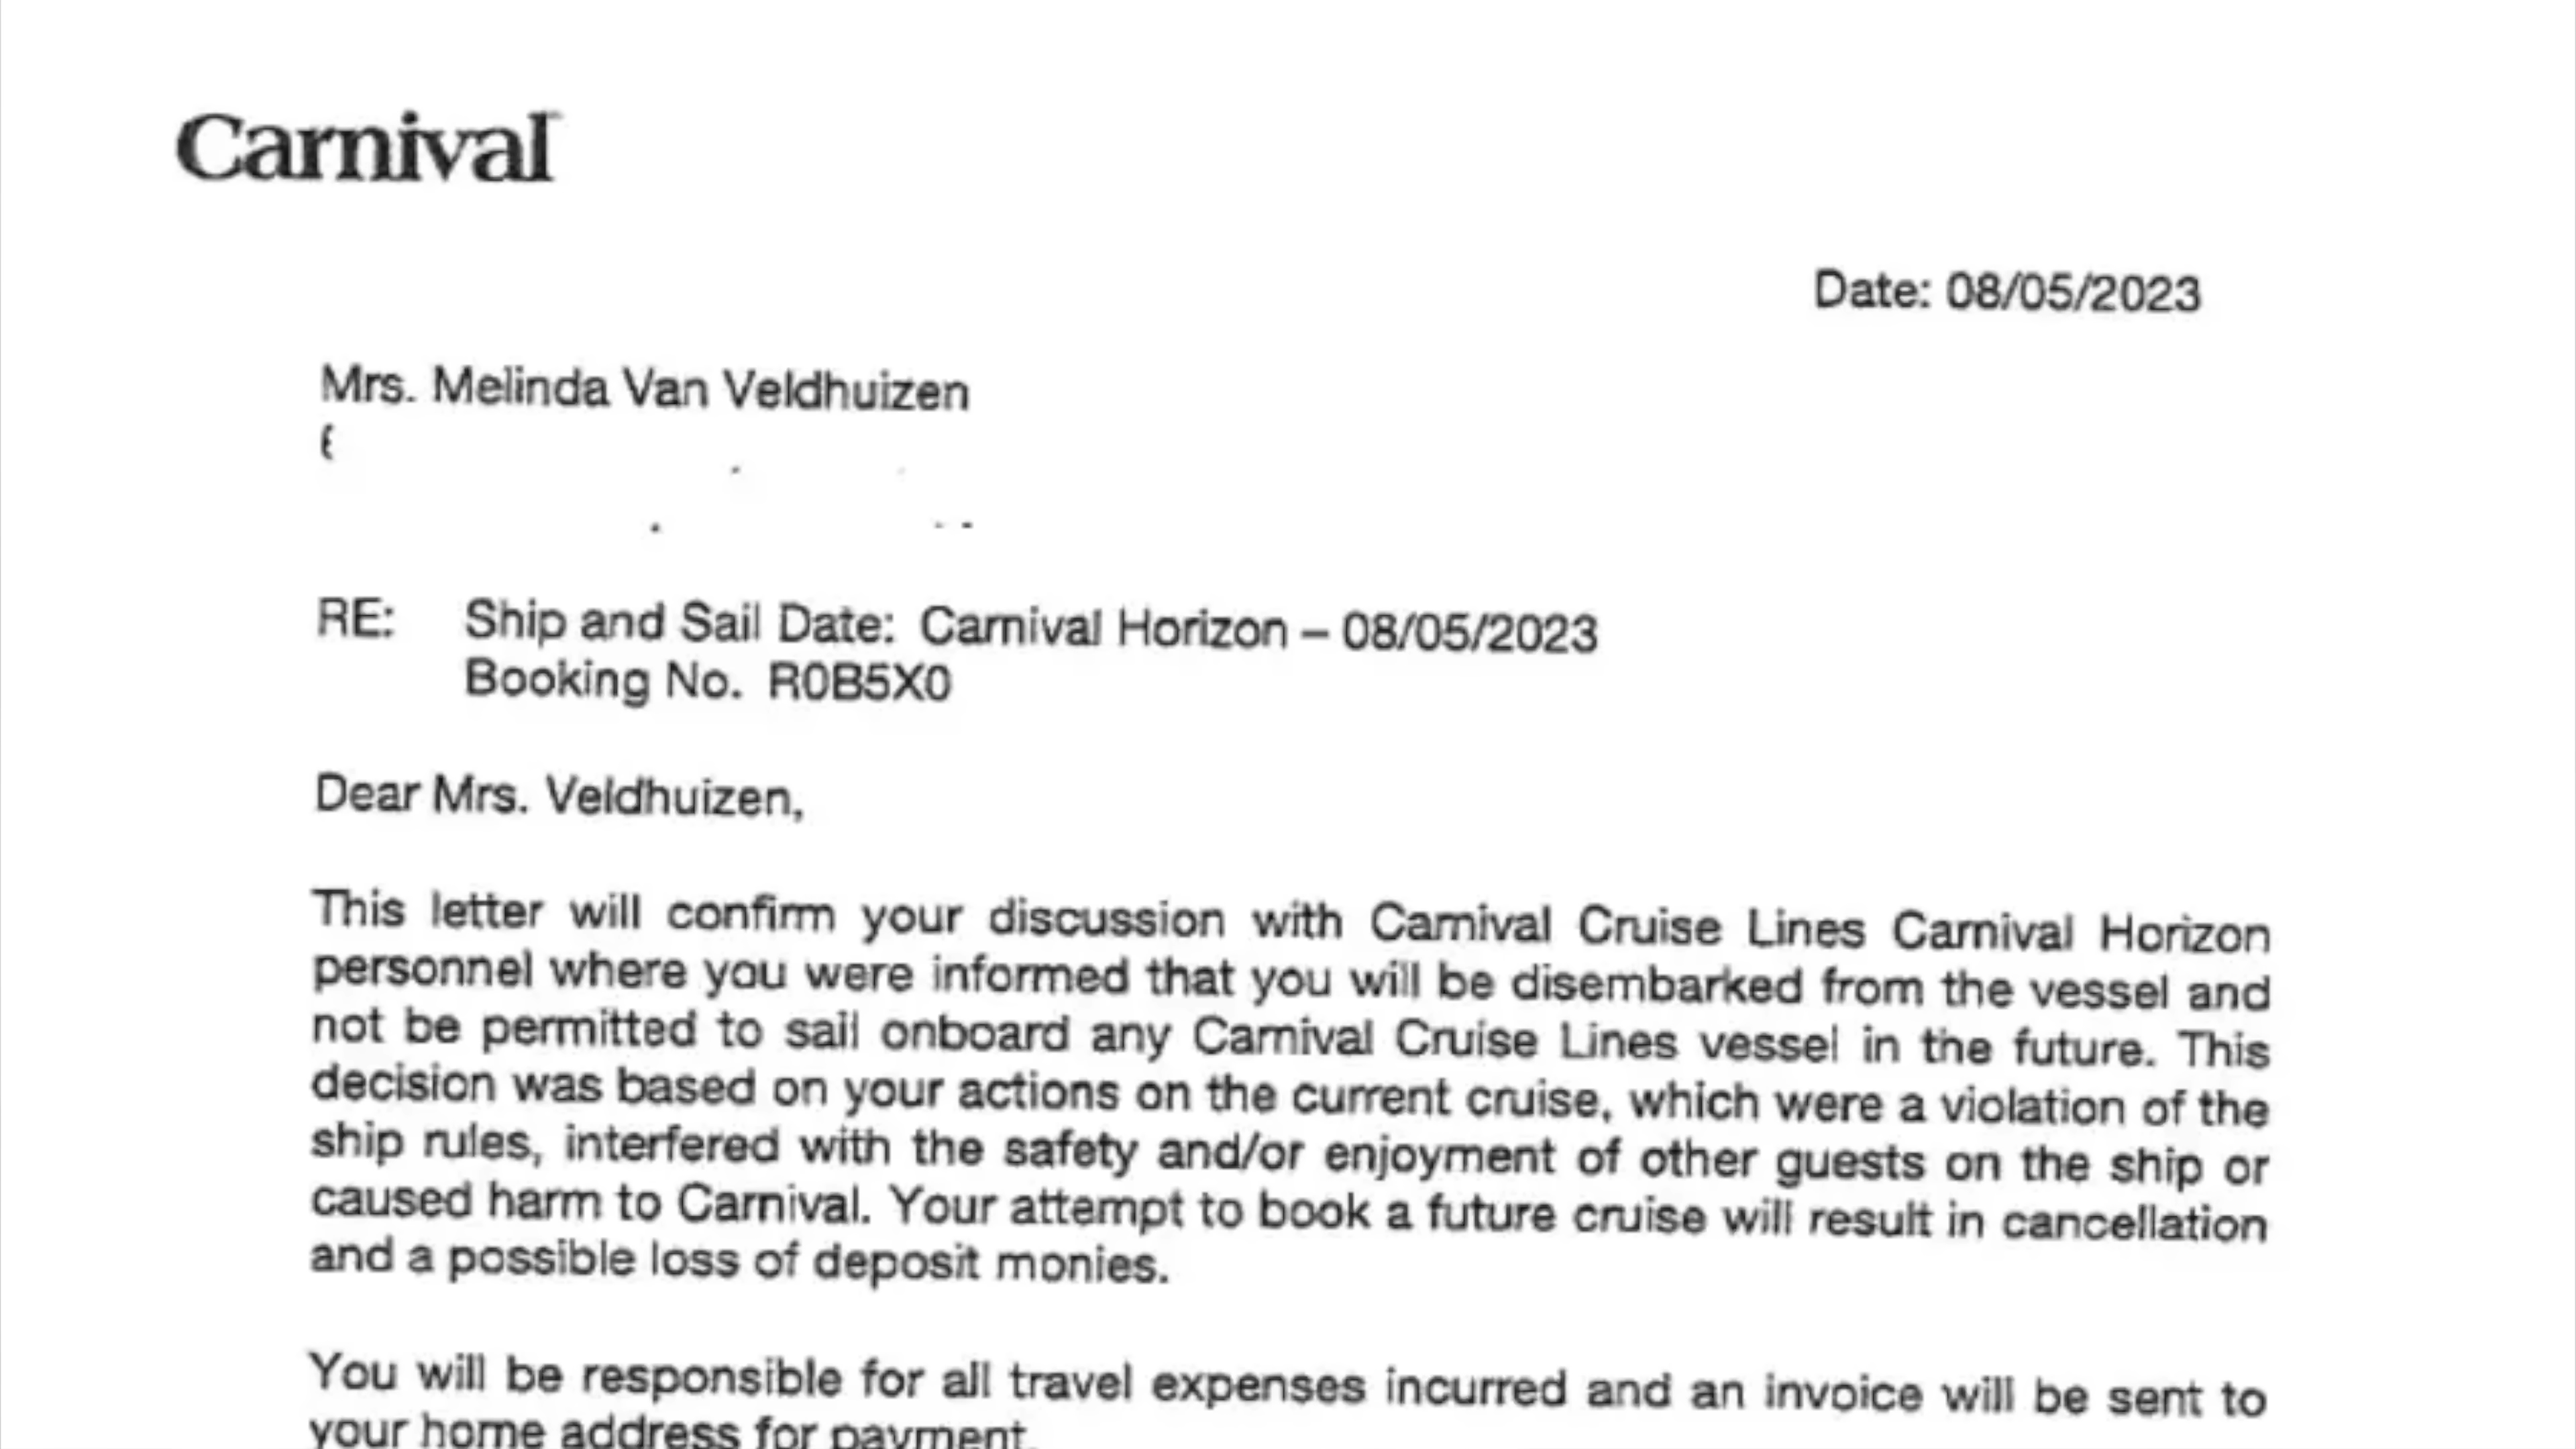 Carnival
Date: 08/05/2023
Mrs. Melinda Van Veldhuizen
RE: Ship and Sail Date: Carnival Horizon – 08/05/2023
Booking No. R0B5X0
Dear Mrs. Veldhuizen,
This letter will confirm your discussion with Carnival Cruise Lines Carnival Horizon
personnel where you were informed that you will be disembarked from the vessel and
not be permitted to sail onboard any Carnival Cruise Lines vessel in the future. This
decision was based on your actions on the current cruise, which were a violation of the
ship rules, interfered with the safety and/or enjoyment of other guests on the ship or
caused harm to Carnival. Your attempt to book a future cruise will result in cancellation
and a possible loss of deposit monies.
You will be responsible for all travel expenses incurred and an invoice will be sent to
your home address for payment.